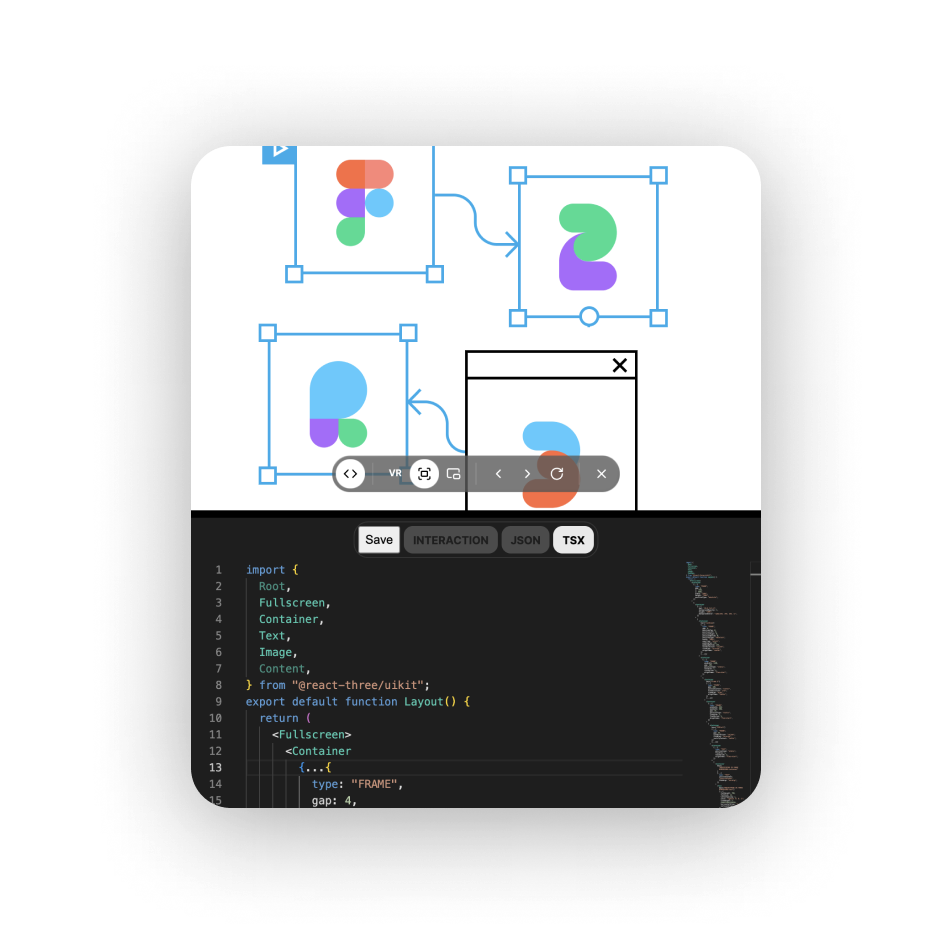 VR
Save INTERACTION JSON TSX
1 import {
2 Root,
3 Fullscreen,
4 Container,
5 Text,
6 Image,
7 Content,
8 } from "@react-three/uikit";
9 export default function Layout() {
10 return (
11 <Fullscreen>
12 <Container
13 {...{
14 type: "FRAME",
15 gap: 4,